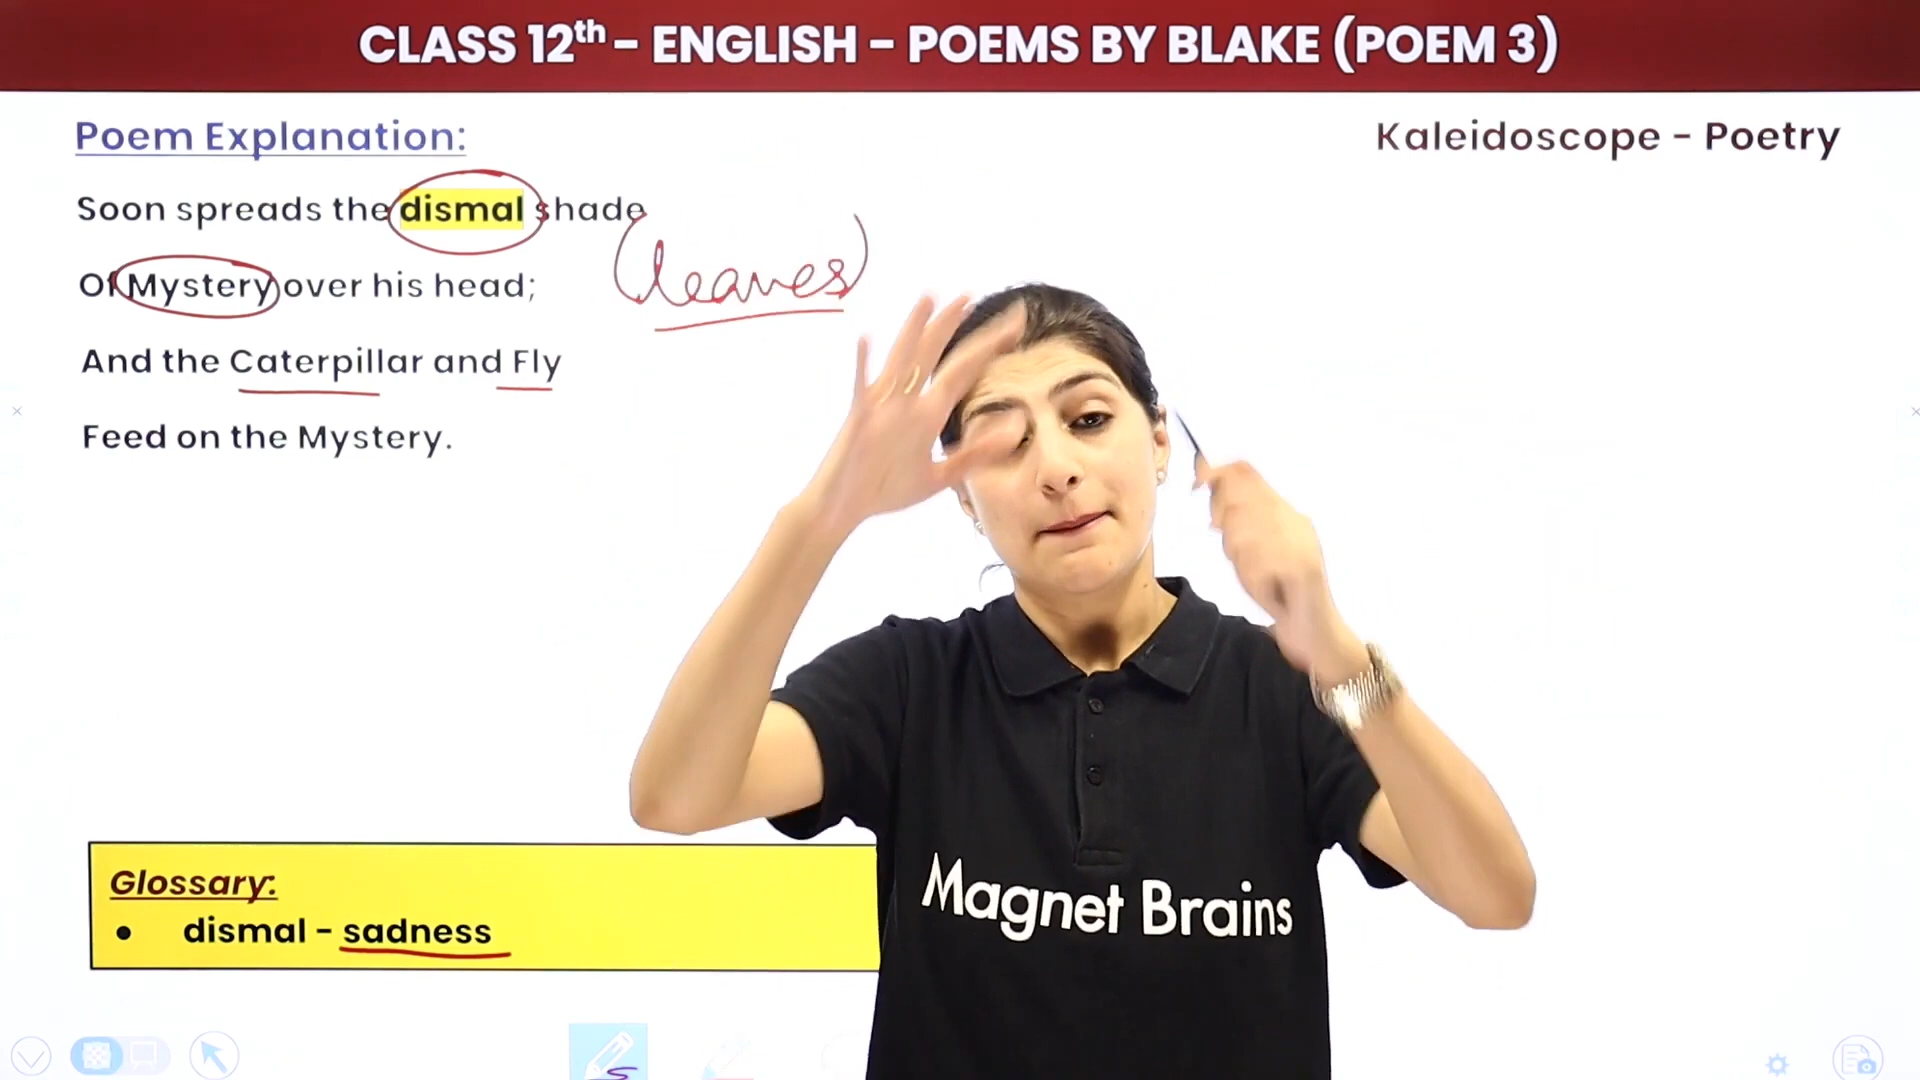 CLASS 12th – ENGLISH – POEMS BY BLAKE (POEM 3)
Poem Explanation:
Kaleidoscope – Poetry
Soon spreads the dismal shade
Of Mystery over his head;
(leaves)
And the Caterpillar and Fly
Feed on the Mystery.
Glossary:
● dismal – sadness
Magnet Brains